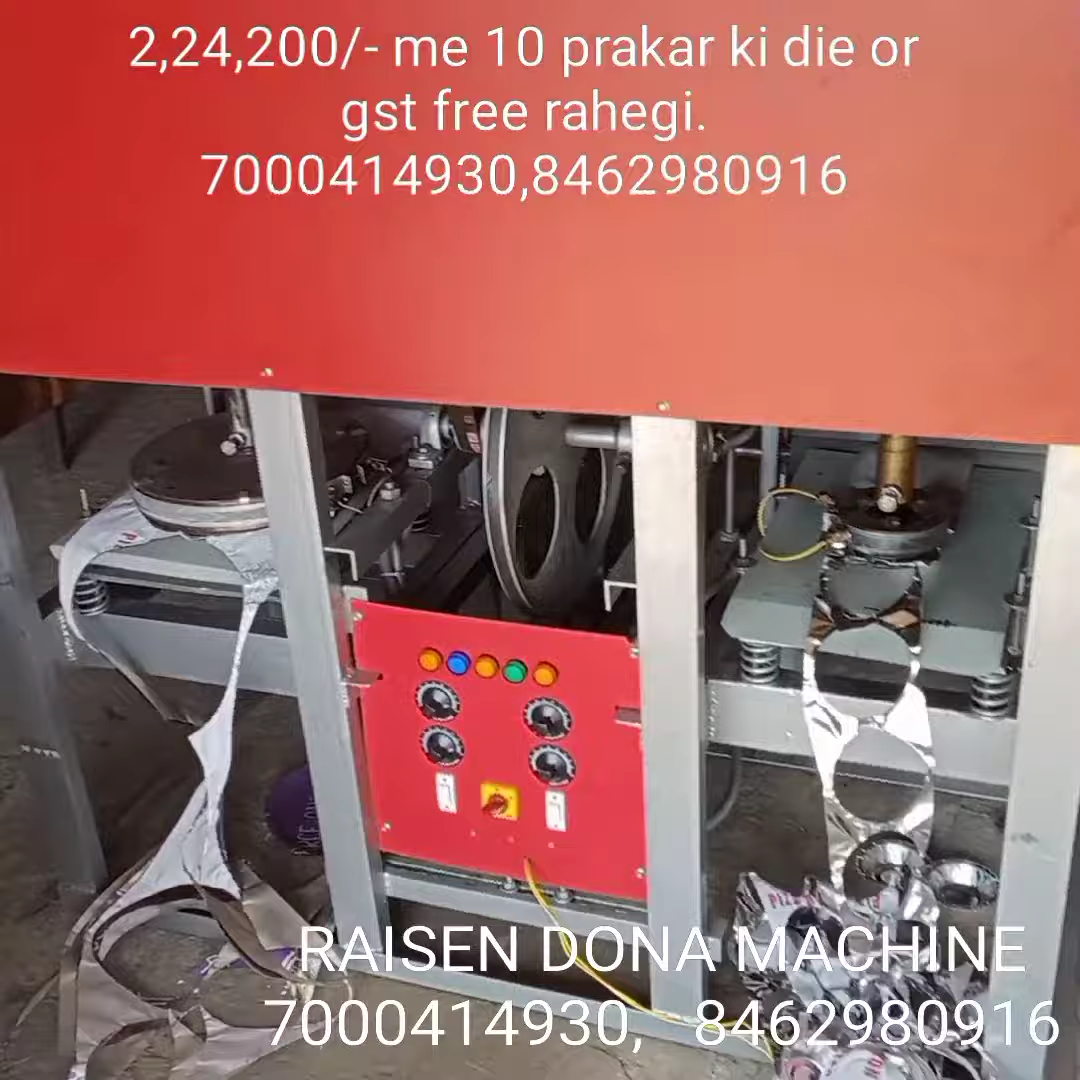 2,24,200/- me 10 prakar ki die or
gst free rahegi.
7000414930,8462980916
RAISEN DONA MACHINE
7000414930, 8462980916